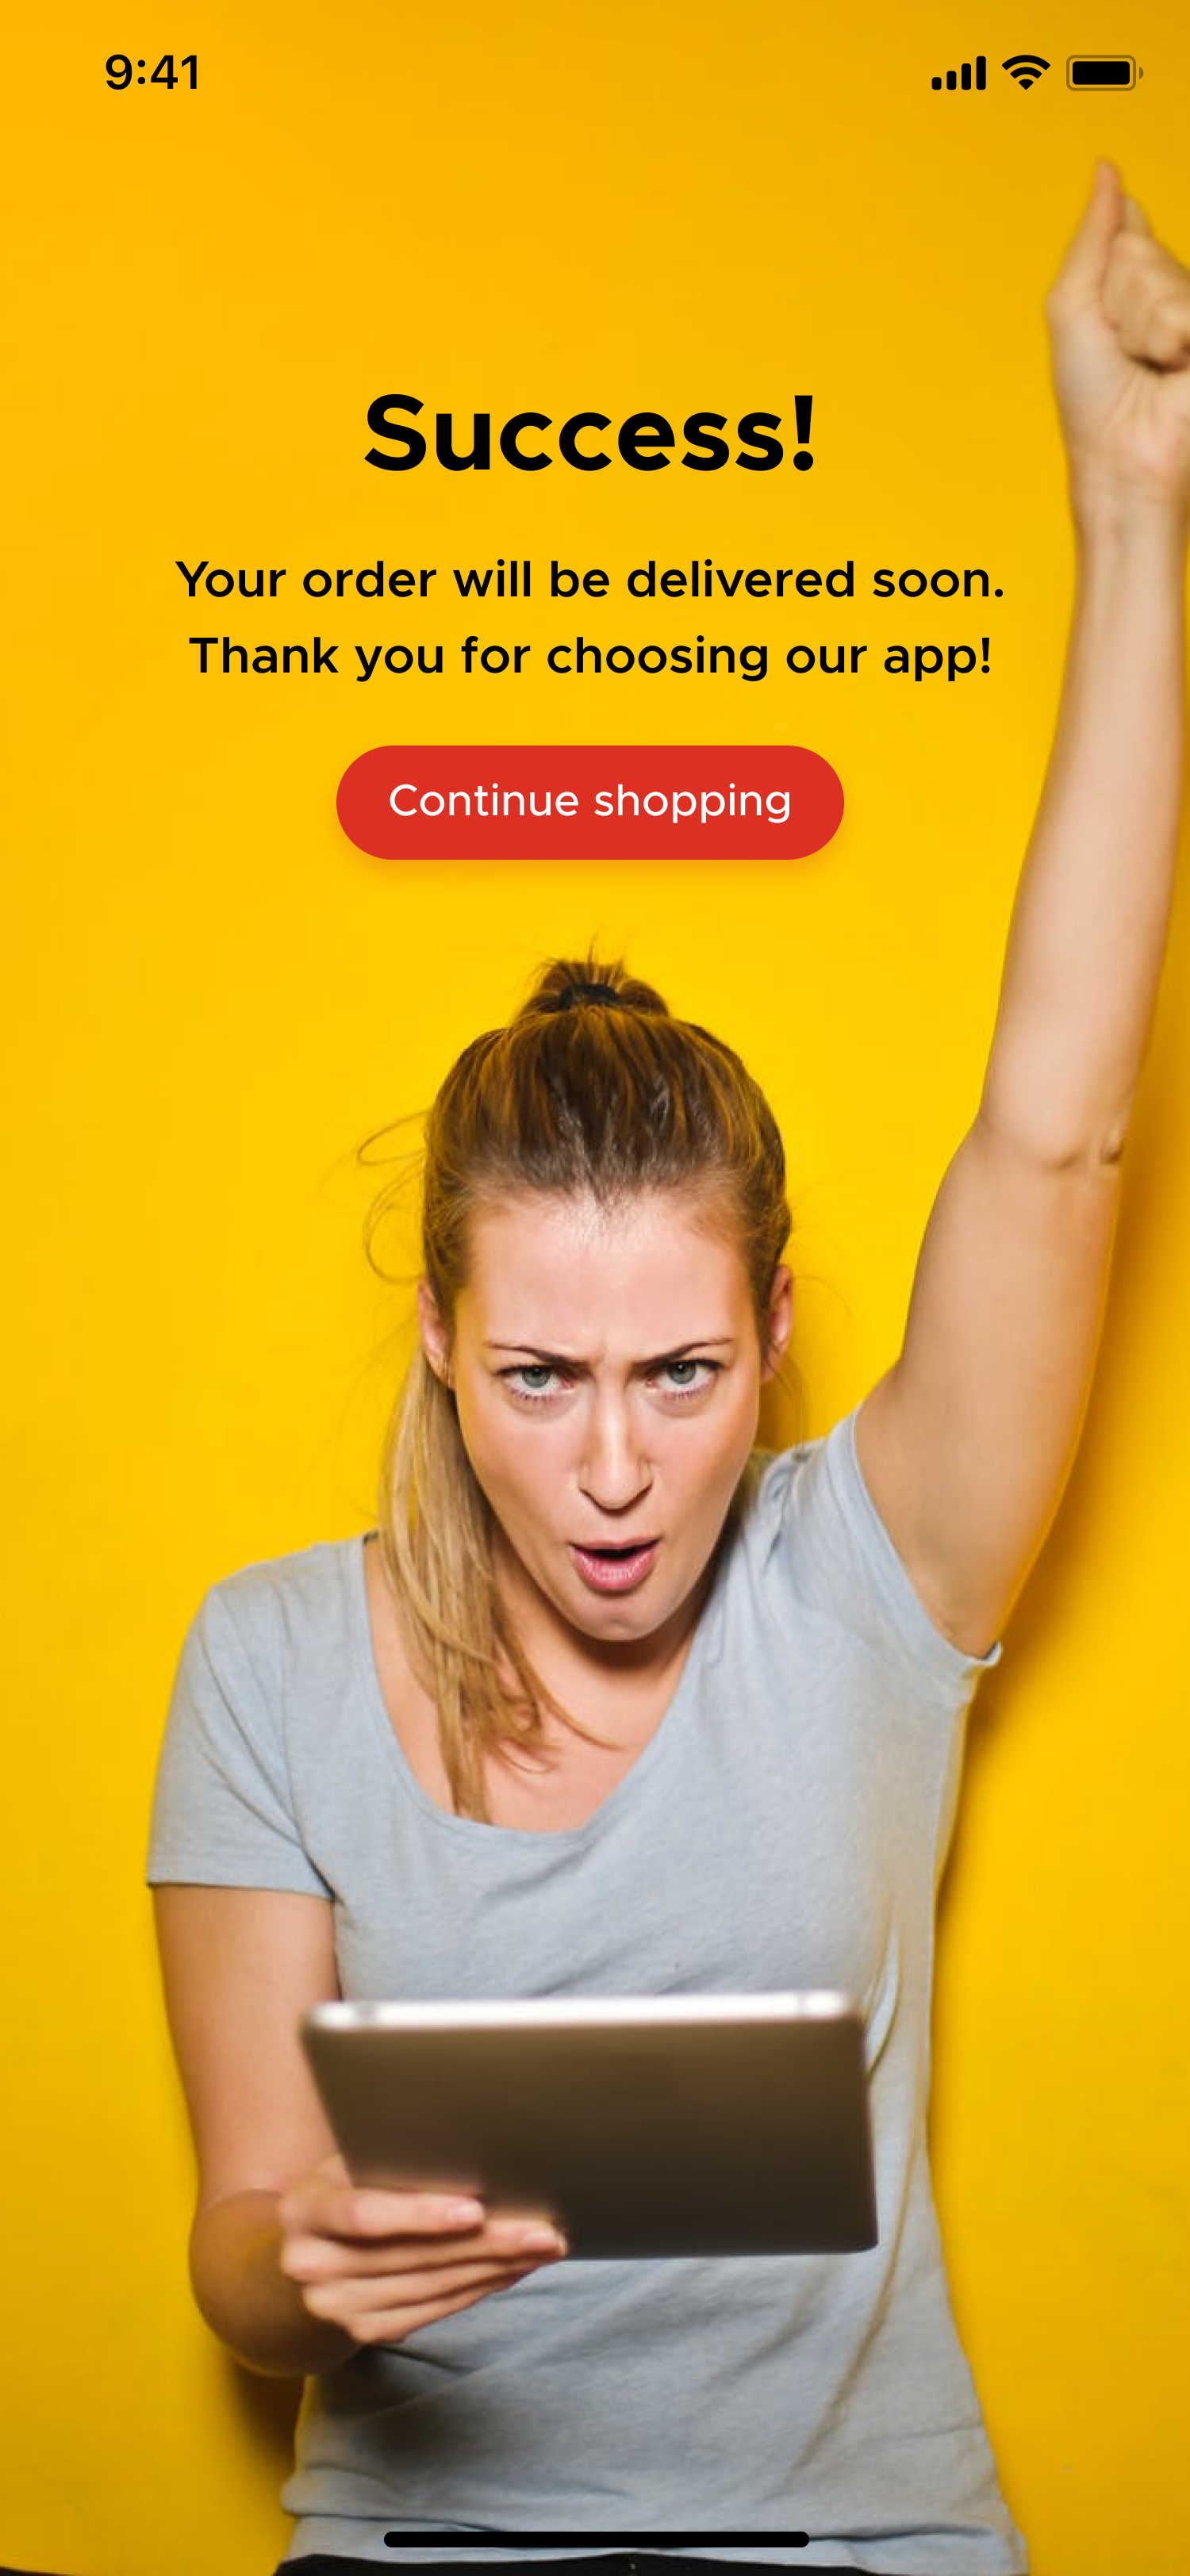 9:41
Success!
Your order will be delivered soon.
Thank you for choosing our app!
Continue shopping